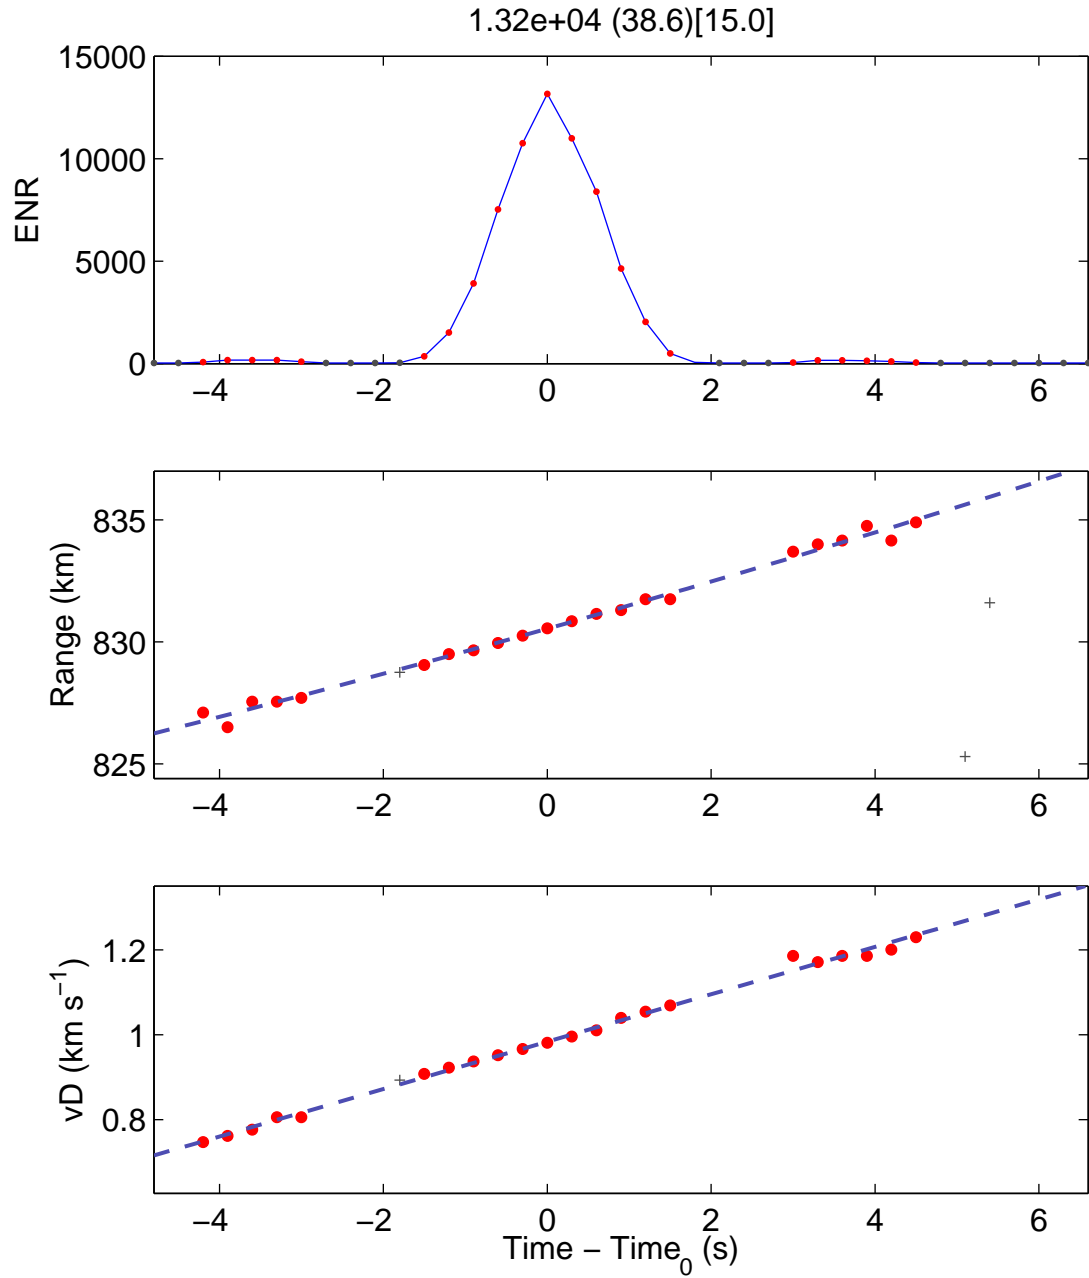 1.32e+04 (38.6)[15.0]
15000
10000
5000
0
ENR
−4 −2 0 2 4 6
835
830
825
Range (km)
−4 −2 0 2 4 6
1.2
1
0.8
vD (km s−1)
−4 −2 0 2 4 6
Time − Time0 (s)